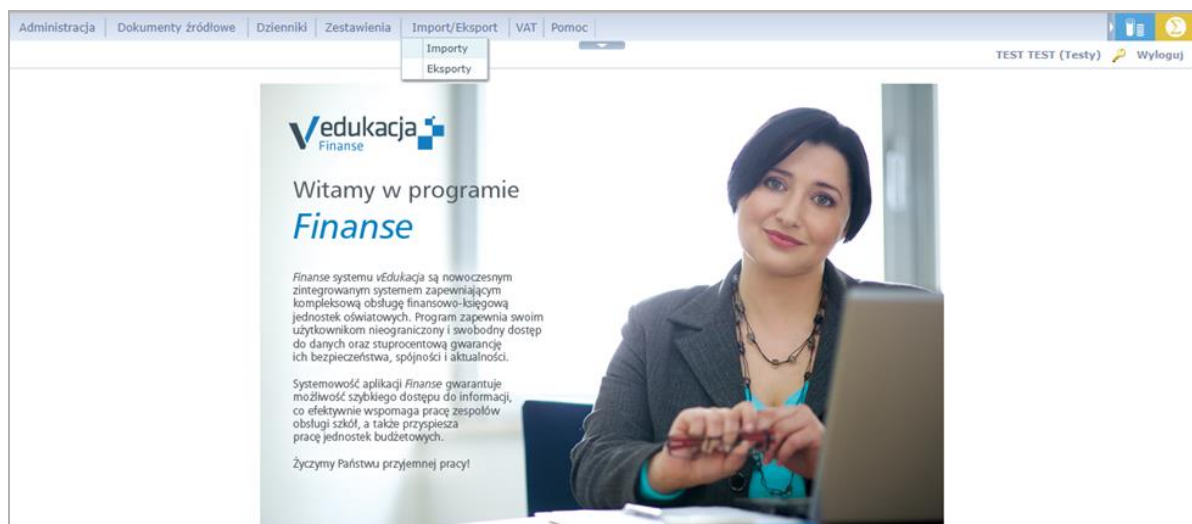 Administracja Dokumenty źródłowe Dzienniki Zestawienia Import/Eksport VAT Pomoc
Importy
Eksporty
TEST TEST (Testy) Wyloguj
Vedukacja
Finanse
Witamy w programie
Finanse
Finanse systemu vEdukacja są nowoczesnym
zintegrowanym systemem zapewniającym
kompleksową obsługę finansowo-księgową
jednostek oświatowych. Program zapewnia swoim
użytkownikom nieograniczony i swobodny dostęp
do danych oraz stuprocentową gwarancję
ich bezpieczeństwa, spójności i aktualności.
Systemowość aplikacji Finanse gwarantuje
możliwość szybkiego dostępu do informacji,
co efektywnie wspomaga pracę zespołów
obsługi szkół, a także przyspiesza
pracę jednostek budżetowych.
Życzymy Państwu przyjemnej pracy!